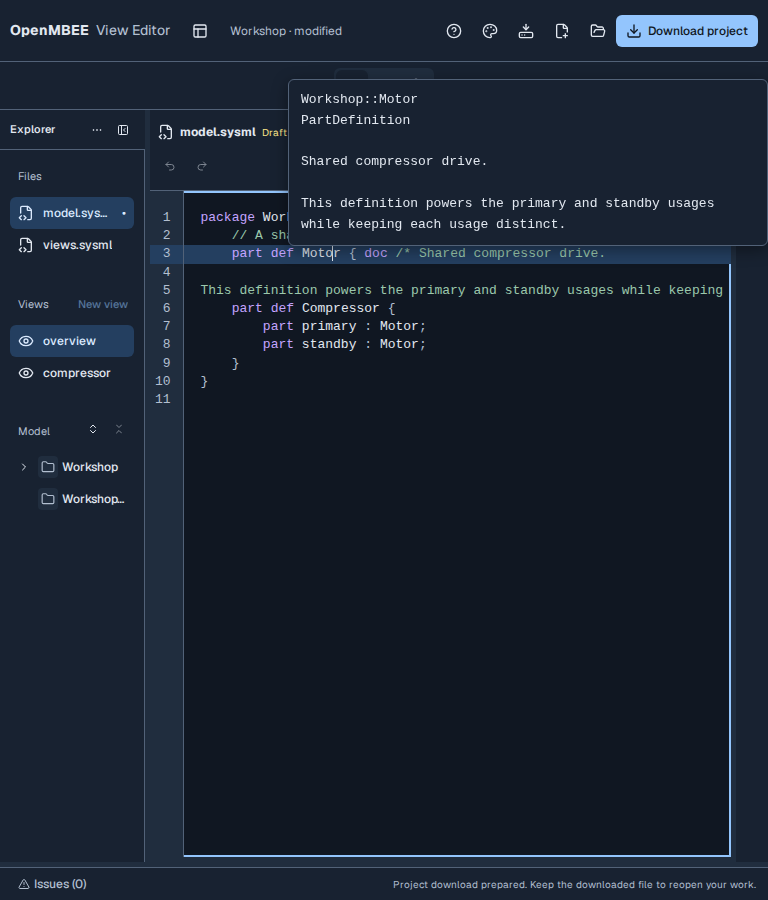 OpenMBEE View Editor Workshop · modified Download project
Workshop::Motor
PartDefinition
Shared compressor drive.
This definition powers the primary and standby usages
while keeping each usage distinct.
Explorer
Files
model.sys... •
views.sysml
Views New view
overview
compressor
Model
Workshop
Workshop...
model.sysml Draft
1 package
2 // A
3 part def Motor { doc /* Shared compressor drive.
4
5 This definition powers the primary and standby usages while keeping
6 part def Compressor {
7 part primary : Motor;
8 part standby : Motor;
9 }
10 }
11
Issues (0) Project download prepared. Keep the downloaded file to reopen your work.